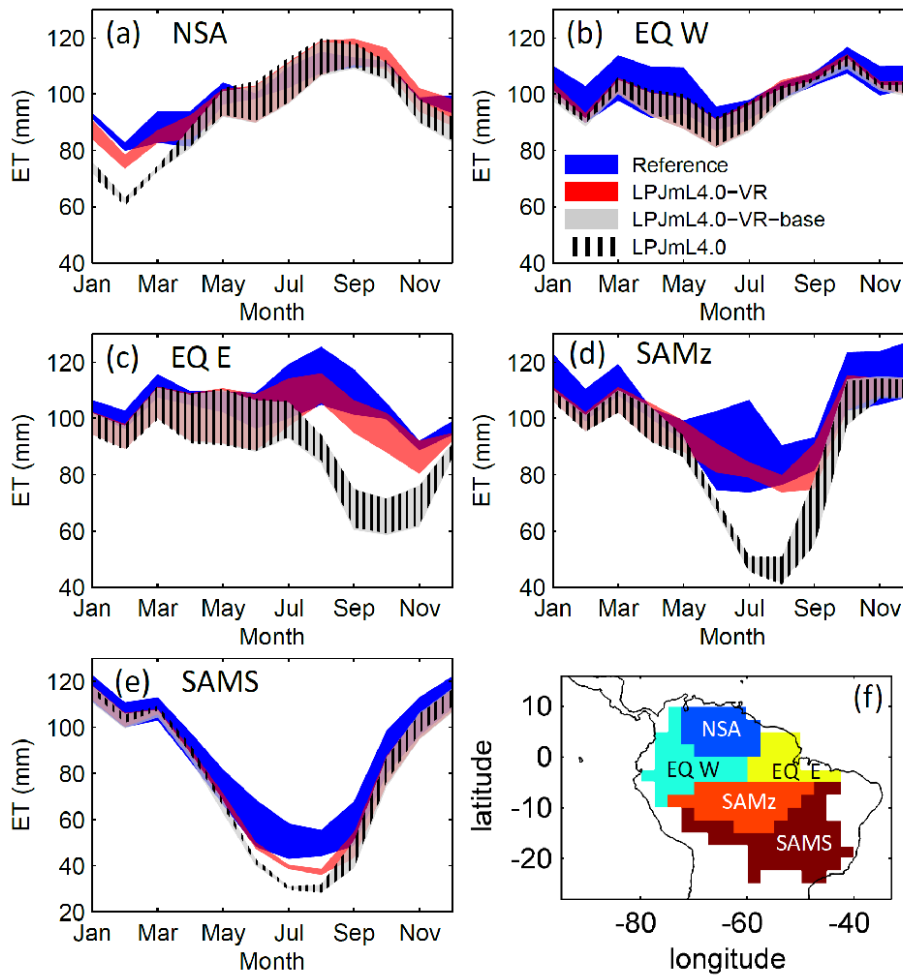 (a) NSA
ET (mm)
120
100
80
60
40
Jan Mar May Jul Sep Nov
Month
(b) EQ W
ET (mm)
120
100
80
60
40
Reference
LPJmL4.0−VR
LPJmL4.0−VR−base
LPJmL4.0
Jan Mar May Jul Sep Nov
Month
(c) EQ E
ET (mm)
120
100
80
60
40
Jan Mar May Jul Sep Nov
Month
(d) SAMz
ET (mm)
120
100
80
60
40
Jan Mar May Jul Sep Nov
Month
(e) SAMS
ET (mm)
120
100
80
60
40
20
Jan Mar May Jul Sep Nov
Month
(f)
latitude
10
0
-10
-20
NSA
EQ W EQ E
SAMz
SAMS
-80 -60 -40
longitude